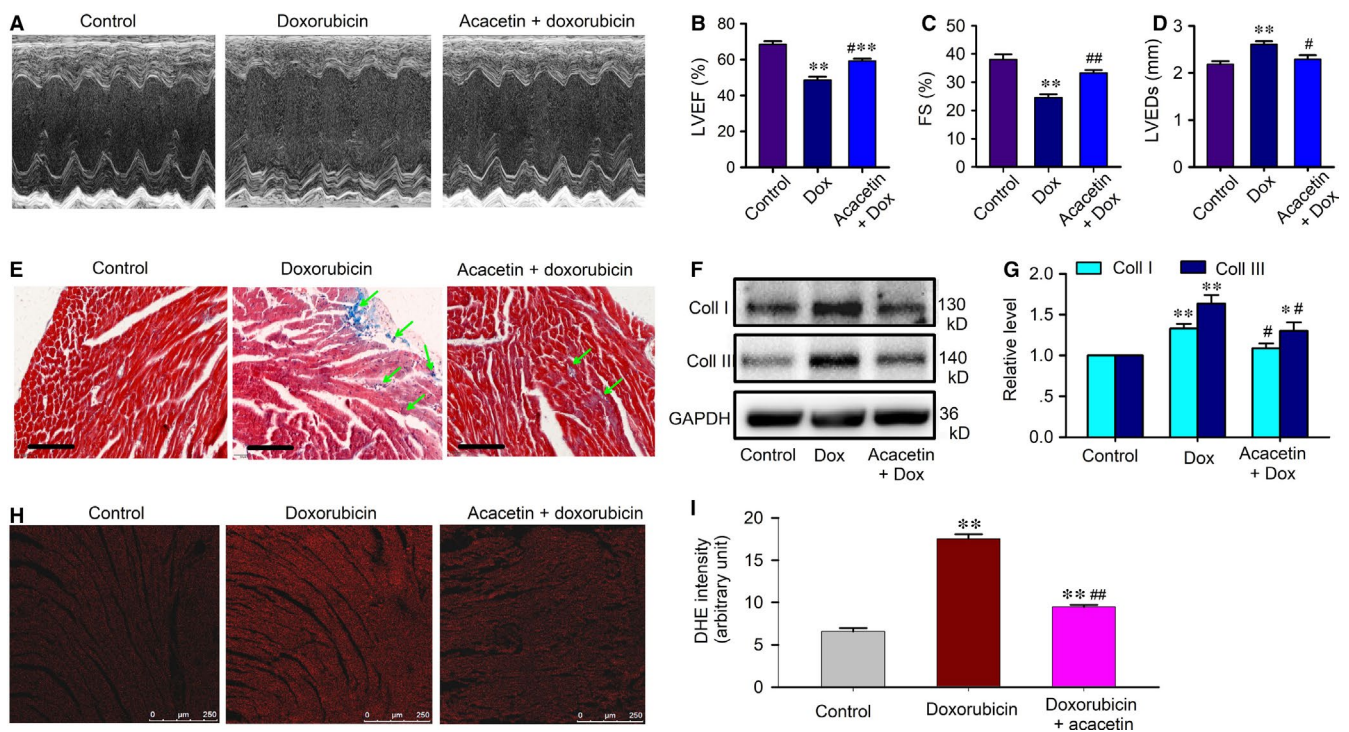 A
Control
Doxorubicin
Acacetin + doxorubicin
B
LVEF (%)
80
60
40
20
0
**
#**
Control
Dox
Acacetin
+ Dox
C
FS (%)
50
40
30
20
10
0
**
##
Control
Dox
Acacetin
+ Dox
D
LVEDs (mm)
3
2
1
0
**
#
Control
Dox
Acacetin
+ Dox
E
Control
Doxorubicin
Acacetin + doxorubicin
F
Coll I
130
kD
Coll III
140
kD
GAPDH
36
kD
Control
Dox
Acacetin
+ Dox
G
Coll I
Coll III
Relative level
2.0
1.5
1.0
0.5
0.0
**
**
#
* #
Control
Dox
Acacetin
+ Dox
H
Control
Doxorubicin
Acacetin + doxorubicin
0 µm 250
0 µm 250
0 µm 250
I
DHE intensity
(arbitrary unit)
20
15
10
5
0
**
** ##
Control
Doxorubicin
Doxorubicin
+ acacetin